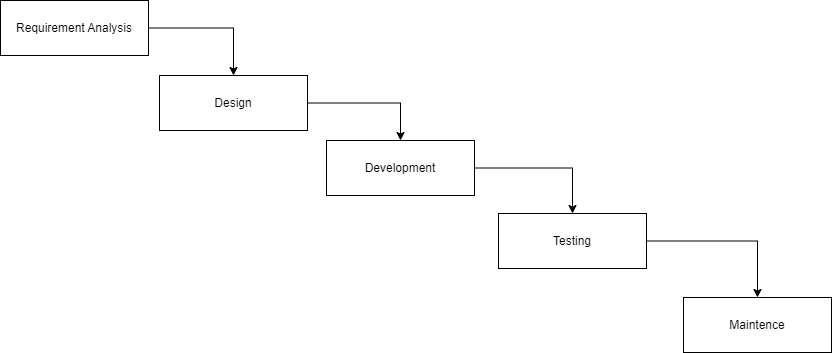 Requirement Analysis
Design
Development
Testing
Maintence